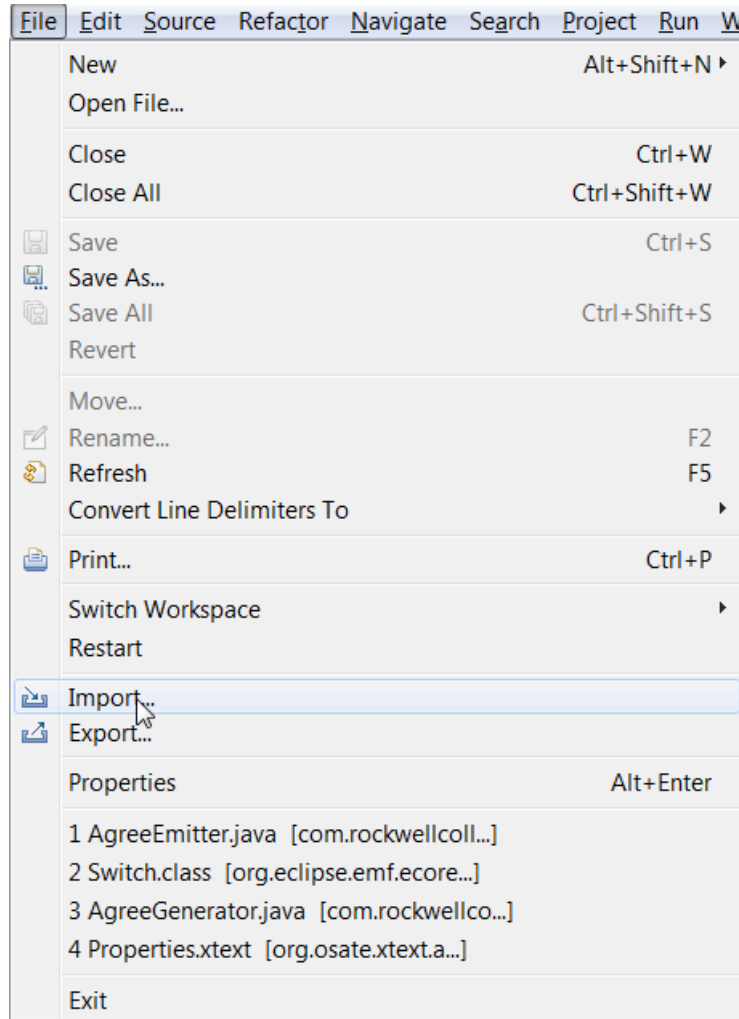 File Edit Source Refactor Navigate Search Project Run W
New Alt+Shift+N
Open File...
Close Ctrl+W
Close All Ctrl+Shift+W
Save Ctrl+S
Save As...
Save All Ctrl+Shift+S
Revert
Move...
Rename... F2
Refresh F5
Convert Line Delimiters To
Print... Ctrl+P
Switch Workspace
Restart
Import...
Export...
Properties Alt+Enter
1 AgreeEmitter.java [com.rockwellcoll...]
2 Switch.class [org.eclipse.emf.ecore...]
3 AgreeGenerator.java [com.rockwellco...]
4 Properties.xtext [org.osate.xtext.a...]
Exit